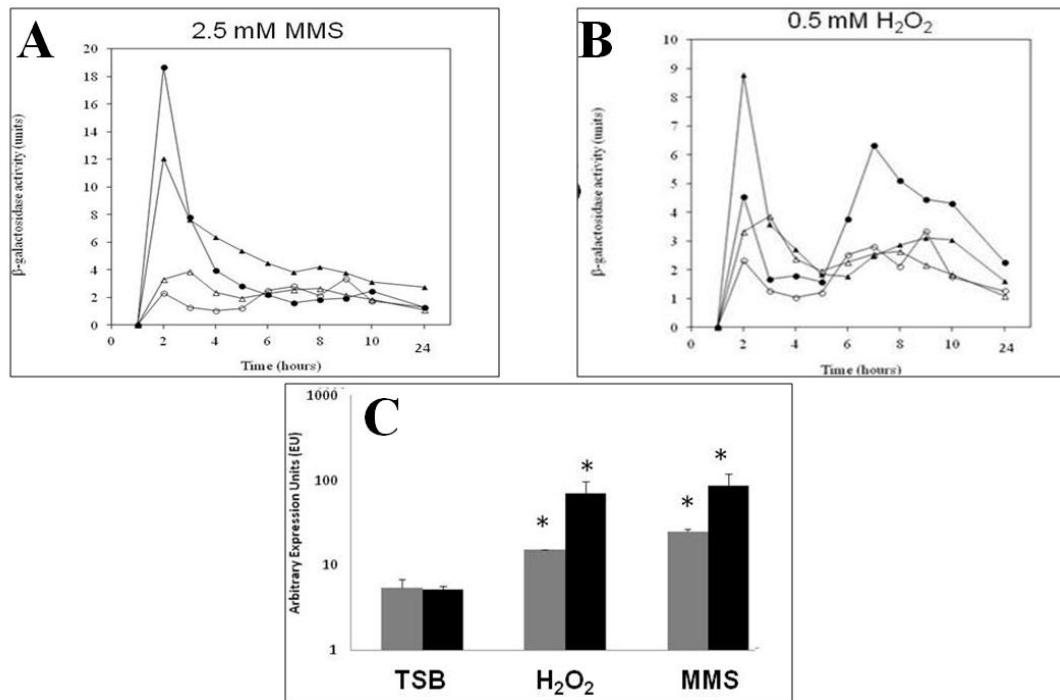 A
2.5 mM MMS
β-galactosidase activity (units)
20
18
16
14
12
10
8
6
4
2
0
0 2 4 6 8 10 24
Time (hours)
B
0.5 mM H₂O₂
β-galactosidase activity (units)
10
9
8
7
6
5
4
3
2
1
0
0 2 4 6 8 10 24
Time (hours)
C
Arbitrary Expression Units (EU)
1000
100
10
1
* * * *
TSB H₂O₂ MMS